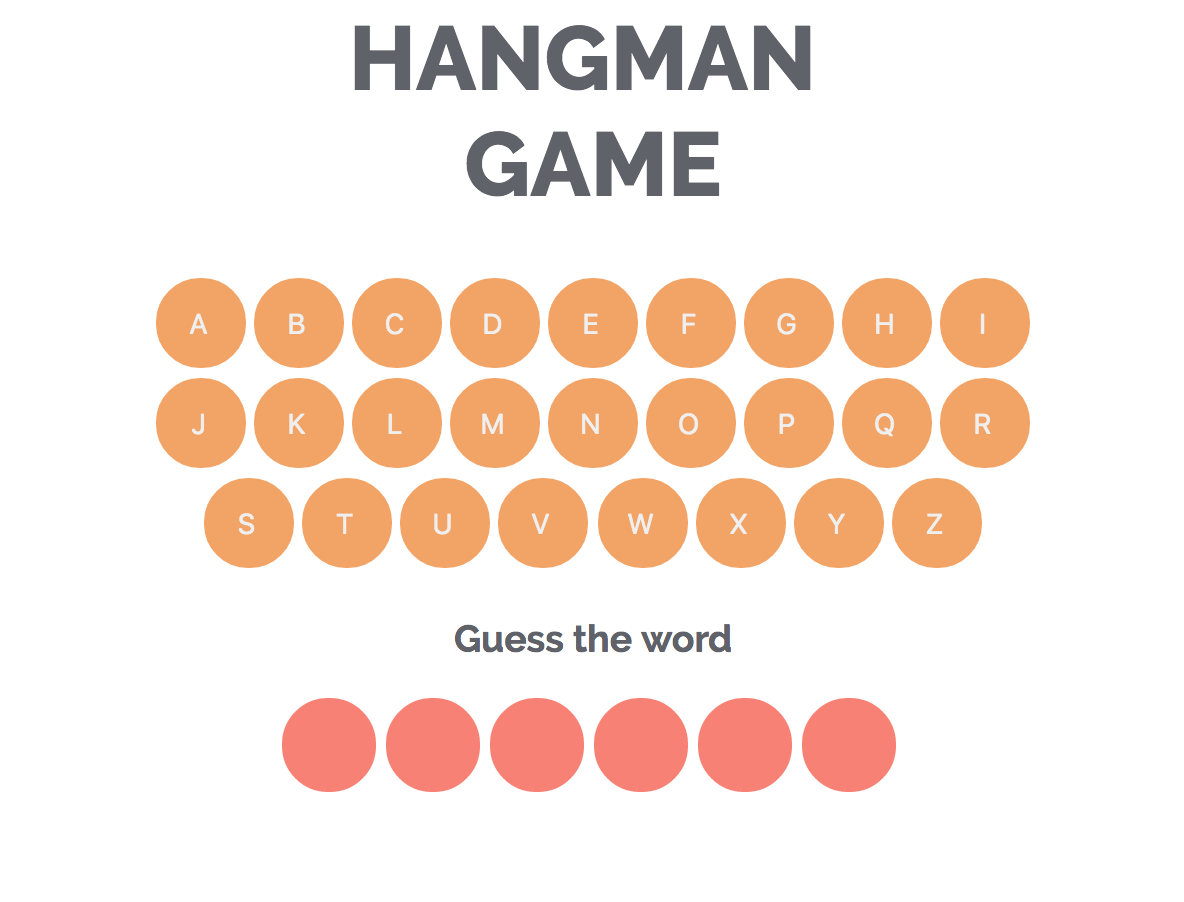 HANGMAN
GAME
A B C D E F G H I
J K L M N O P Q R
S T U V W X Y Z
Guess the word